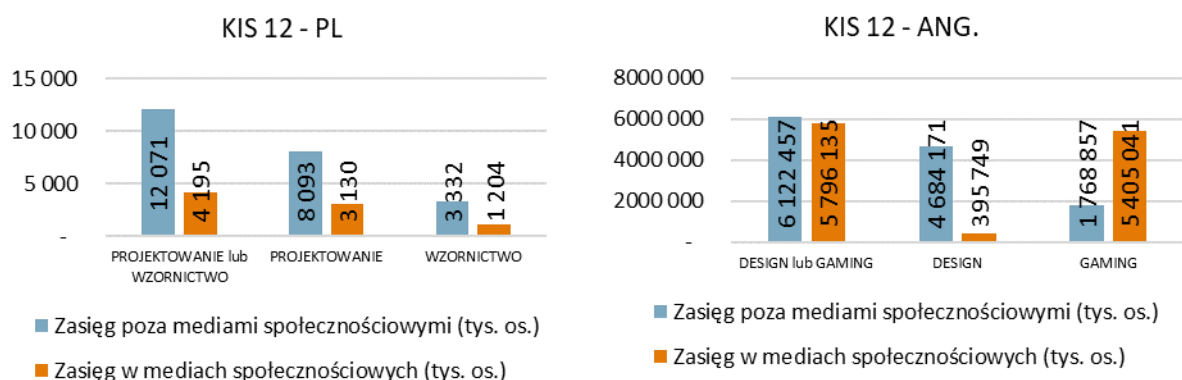 KIS 12 - PL
15 000
10 000
5 000
-
12 071
4 195
8 093
3 130
3 332
1 204
PROJEKTOWANIE lub
WZORNICTWO
PROJEKTOWANIE
WZORNICTWO
Zasięg poza mediami społecznościowymi (tys. os.)
Zasięg w mediach społecznościowych (tys. os.)
KIS 12 - ANG.
8000 000
6000 000
4000 000
2000 000
-
6 122 457
5 796 135
4 684 171
395 749
1 768 857
5 405 041
DESIGN lub GAMING
DESIGN
GAMING
Zasięg poza mediami społecznościowymi (tys. os.)
Zasięg w mediach społecznościowych (tys. os.)